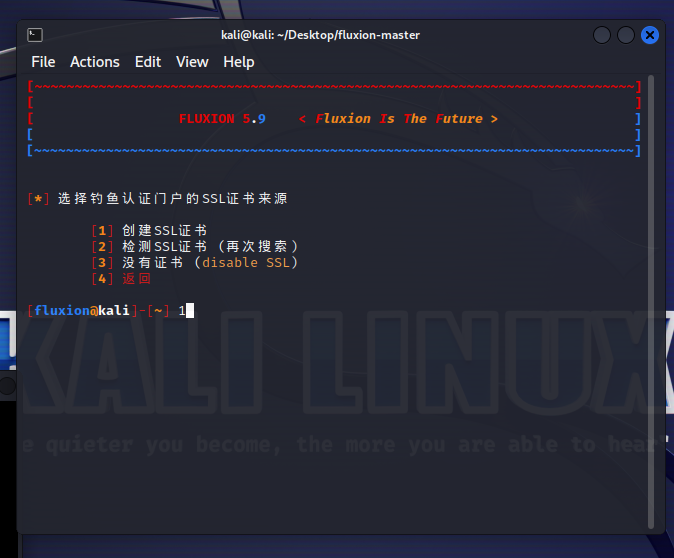 kali@kali: ~/Desktop/fluxion-master
File Actions Edit View Help
[~~~~~~~~~~~~~~~~~~~~~~~~~~~~~~~~~~~~~~~~~~~~~~~~~~~~~~~~~~~~~~~~~~~~~~~~~~~]
[ ]
[ FLUXION 5.9 < Fluxion Is The Future > ]
[ ]
[~~~~~~~~~~~~~~~~~~~~~~~~~~~~~~~~~~~~~~~~~~~~~~~~~~~~~~~~~~~~~~~~~~~~~~~~~~~]
[*] 选择钓鱼认证门户的SSL证书来源
[1] 创建SSL证书
[2] 检测SSL证书 (再次搜索)
[3] 没有证书 (disable SSL)
[4] 返回
[fluxion@kali]-[~] 1
KALI LINUX
e quieter you become, the more you are able to hear"